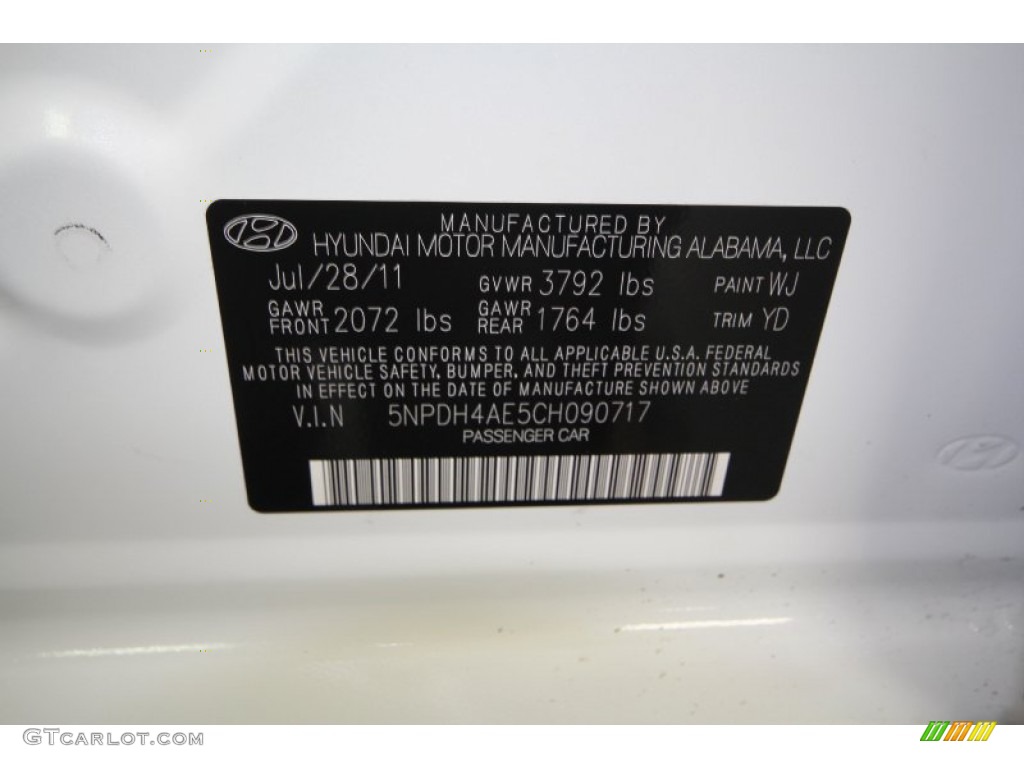 MANUFACTURED BY
HYUNDAI MOTOR MANUFACTURING ALABAMA, LLC
Jul/28/11 GVWR 3792 lbs PAINT WJ
GAWR FRONT 2072 lbs GAWR REAR 1764 lbs TRIM YD
THIS VEHICLE CONFORMS TO ALL APPLICABLE U.S.A. FEDERAL
MOTOR VEHICLE SAFETY, BUMPER, AND THEFT PREVENTION STANDARDS
IN EFFECT ON THE DATE OF MANUFACTURE SHOWN ABOVE
V.I.N 5NPDH4AE5CH090717
PASSENGER CAR
GTCarLot.com